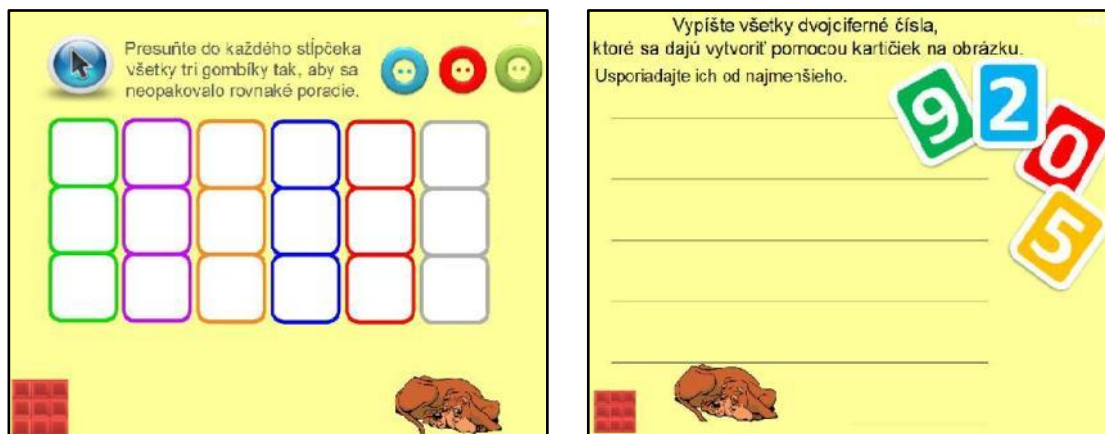 Presuňte do každého stĺpčeka
všetky tri gombíky tak, aby sa
neopakovalo rovnaké poradie.
Vypíšte všetky dvojciferné čísla,
ktoré sa dajú vytvoriť pomocou kartičiek na obrázku.
Usporiadajte ich od najmenšieho.
9
2
0
5